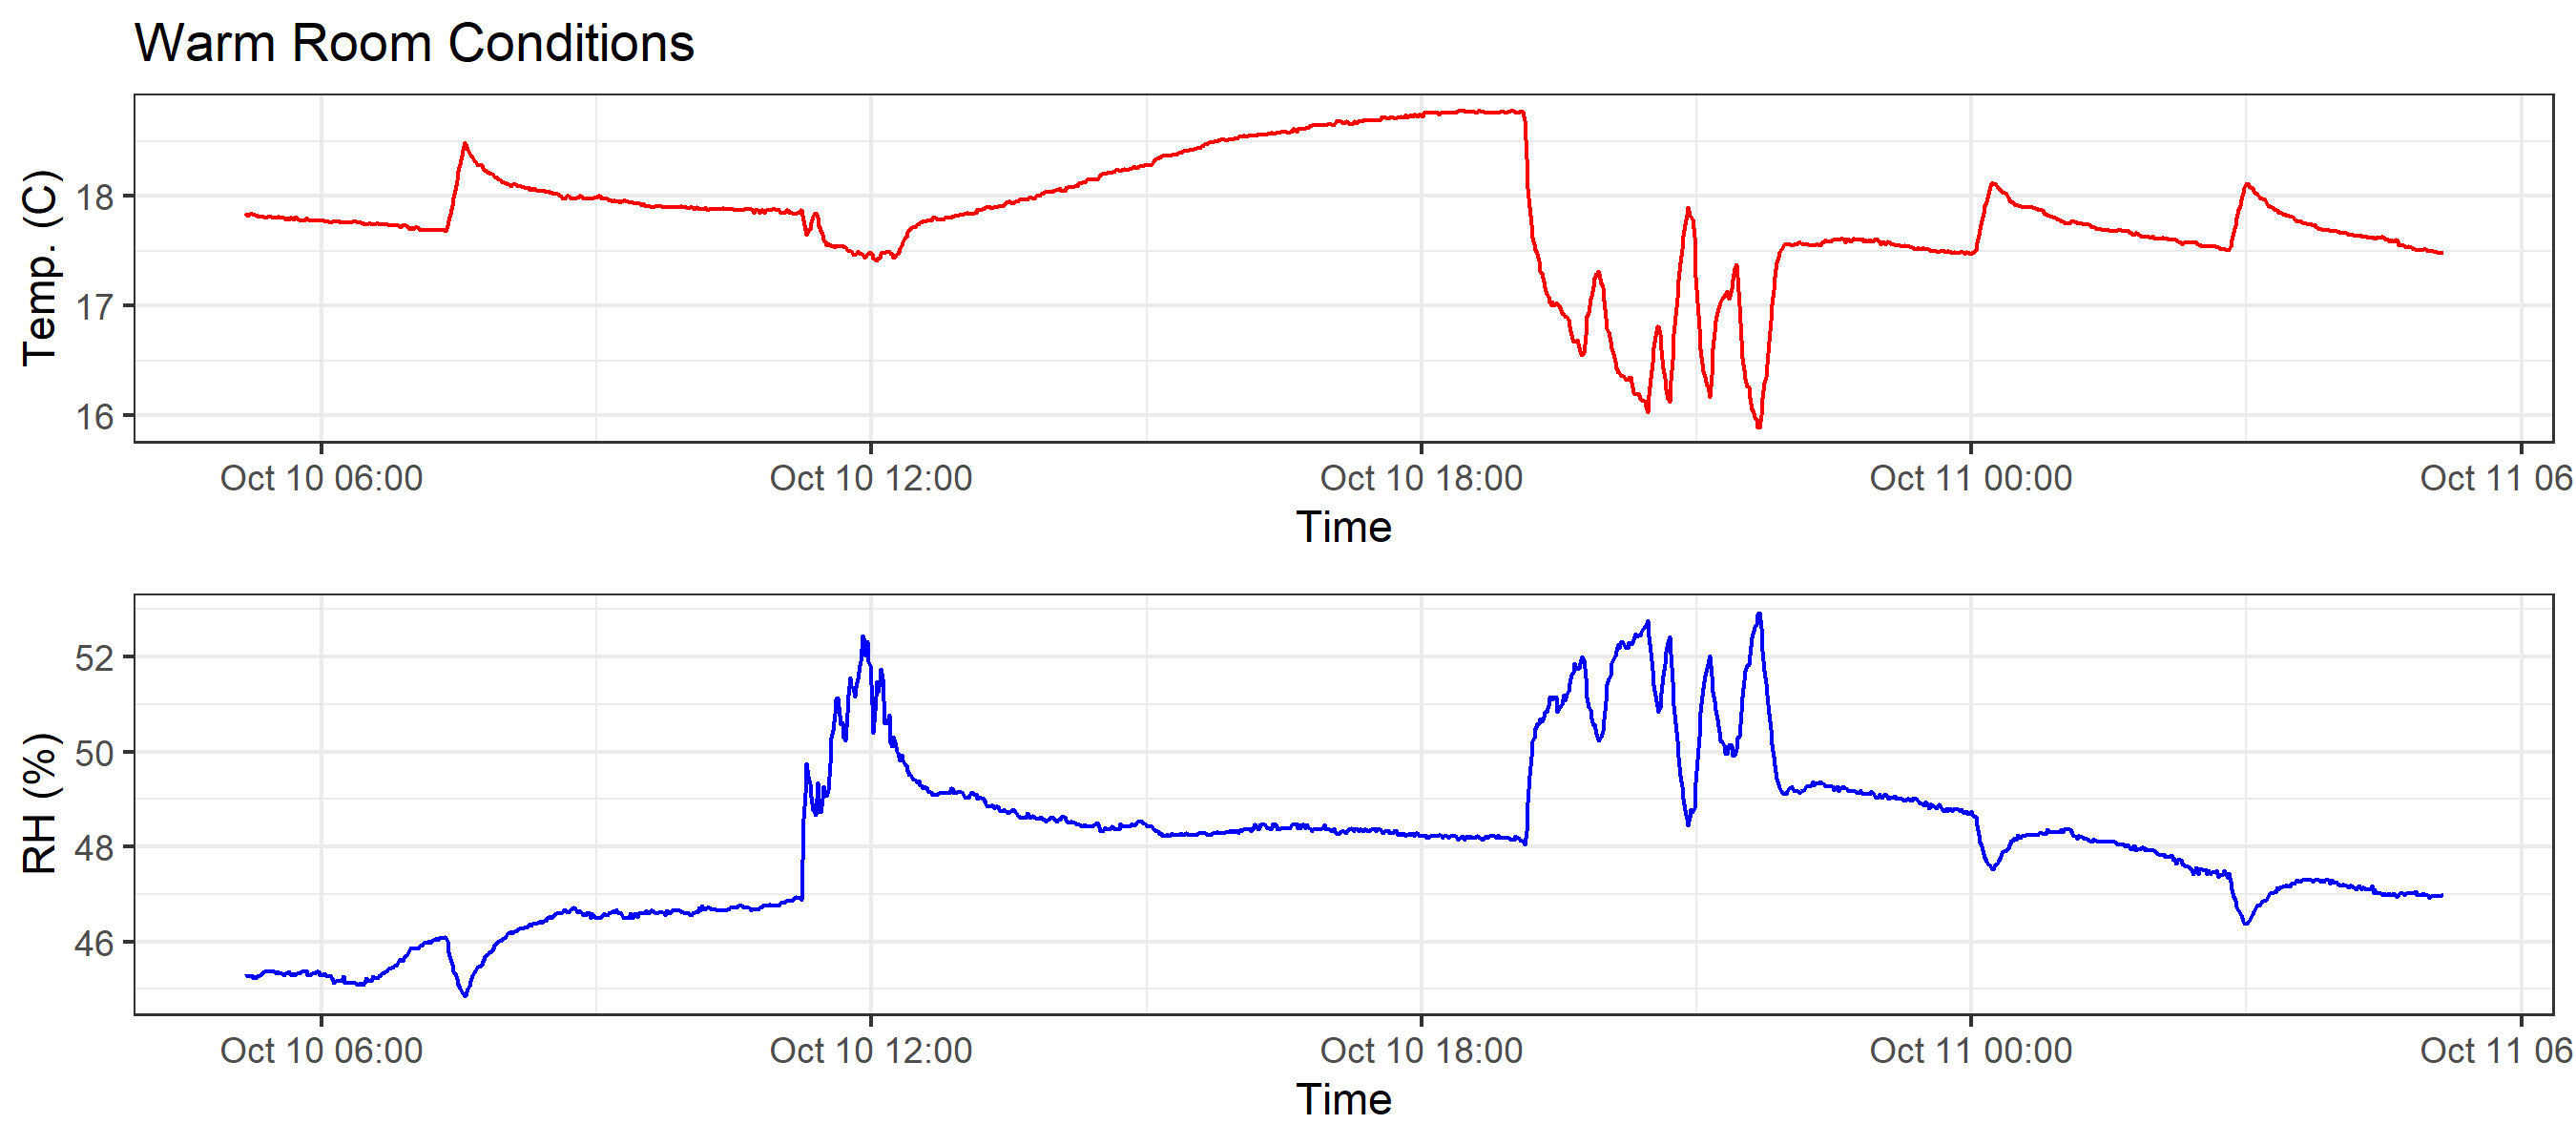 Warm Room Conditions
Temp. (C)
18
17
16
Oct 10 06:00 Oct 10 12:00 Oct 10 18:00 Oct 11 00:00 Oct 11 06
Time
RH (%)
52
50
48
46
Oct 10 06:00 Oct 10 12:00 Oct 10 18:00 Oct 11 00:00 Oct 11 06
Time